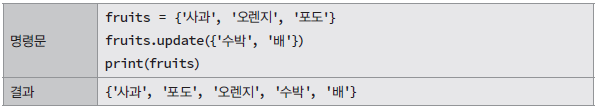 명령문
fruits = {'사과', '오렌지', '포도'}
fruits.update({'수박', '배'})
print(fruits)
결과
{'사과', '포도', '오렌지', '수박', '배'}